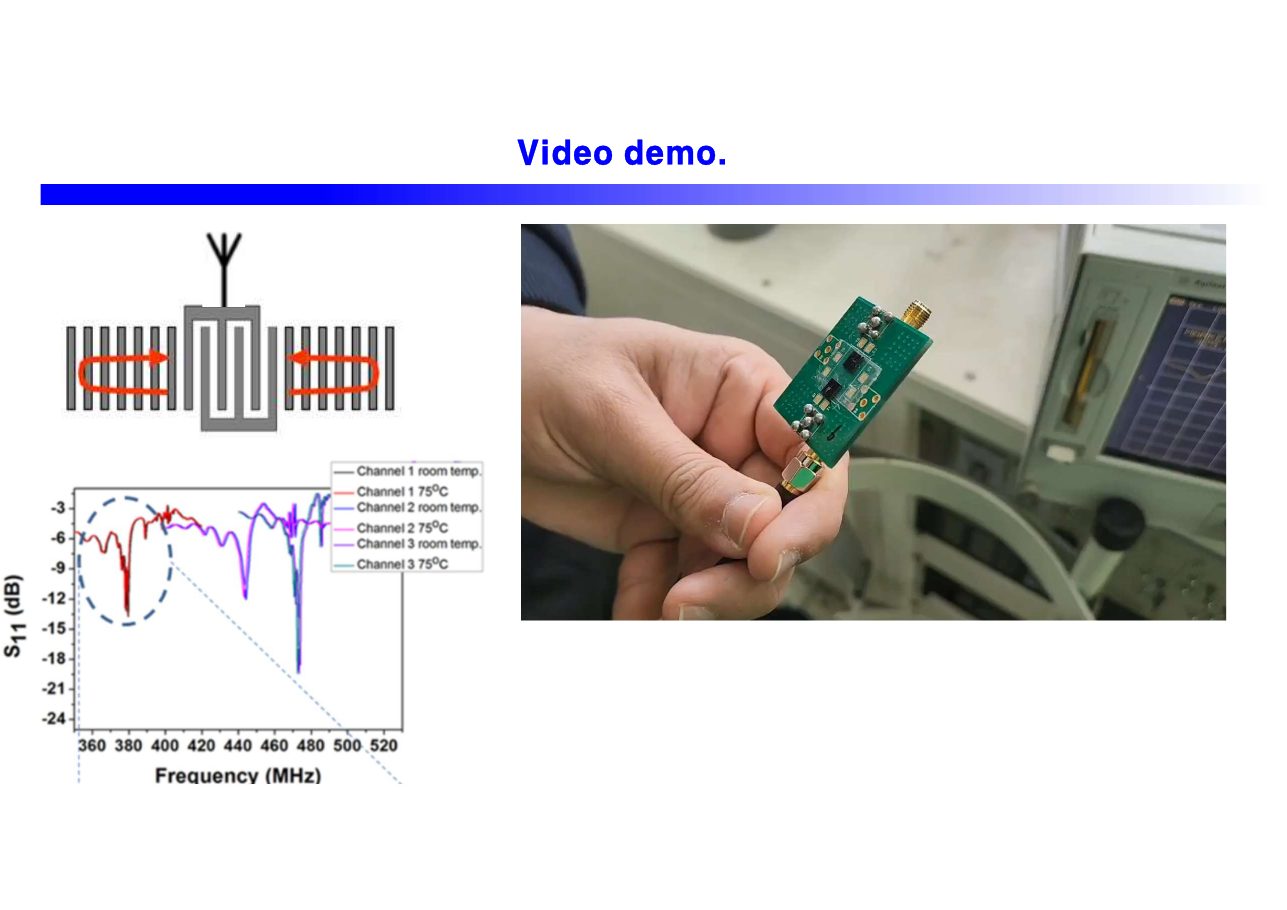 Video demo.
Channel 1 room temp.
Channel 1 75°C
Channel 2 room temp.
Channel 2 75°C
Channel 3 room temp.
Channel 3 75°C
-3
-6
-9
-12
-15
-18
-21
-24
S11 (dB)
360 380 400 420 440 460 480 500 520
Frequency (MHz)